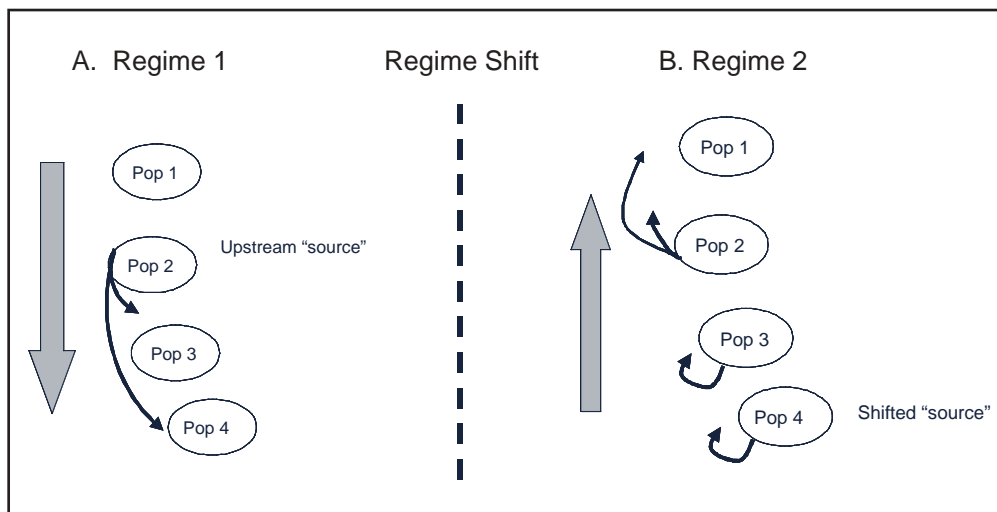 A. Regime 1
Regime Shift
B. Regime 2
Pop 1
Pop 2
Upstream “source”
Pop 3
Pop 4
Pop 1
Pop 2
Pop 3
Pop 4
Shifted “source”